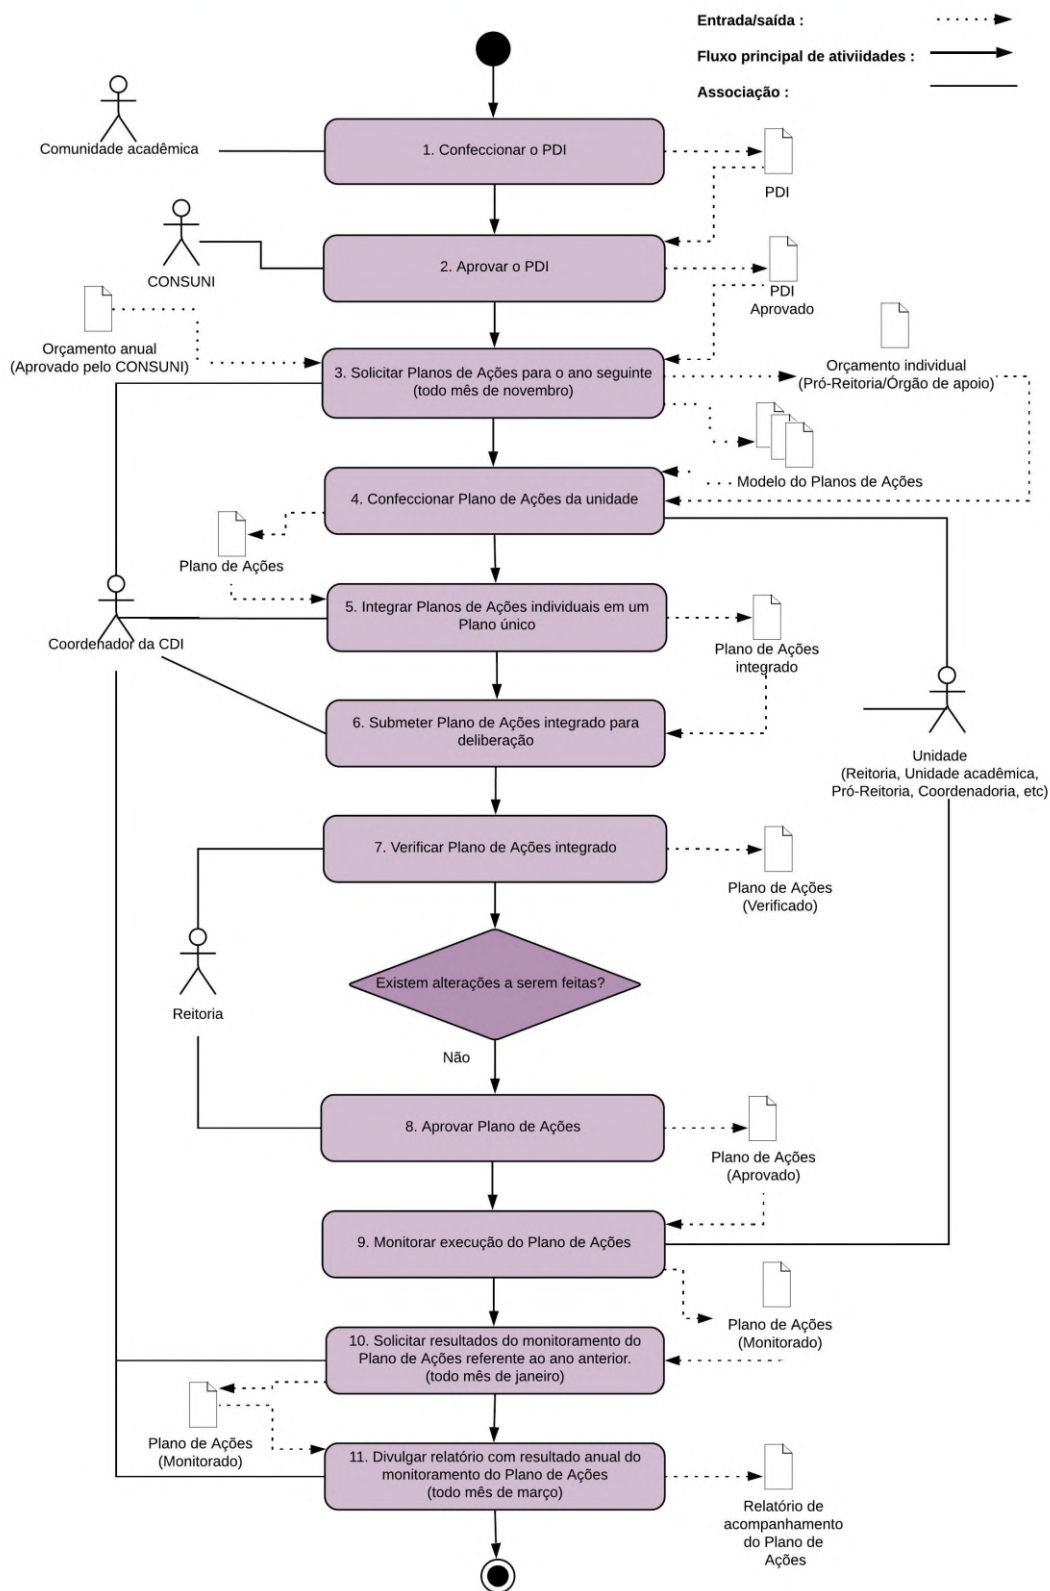 Entrada/saída :
Fluxo principal de ativiidades :
Associação :
Comunidade acadêmica
1. Confeccionar o PDI
PDI
CONSUNI
2. Aprovar o PDI
PDI
Aprovado
Orçamento anual
(Aprovado pelo CONSUNI)
3. Solicitar Planos de Ações para o ano seguinte
(todo mês de novembro)
Orçamento individual
(Pró-Reitoria/Órgão de apoio)
Modelo do Planos de Ações
4. Confeccionar Plano de Ações da unidade
Plano de Ações
5. Integrar Planos de Ações individuais em um
Plano único
Coordenador da CDI
Plano de Ações
integrado
6. Submeter Plano de Ações integrado para
deliberação
Unidade
(Reitoria, Unidade acadêmica,
Pró-Reitoria, Coordenadoria, etc)
7. Verificar Plano de Ações integrado
Plano de Ações
(Verificado)
Existem alterações a serem feitas?
Reitoria
Não
8. Aprovar Plano de Ações
Plano de Ações
(Aprovado)
9. Monitorar execução do Plano de Ações
Plano de Ações
(Monitorado)
10. Solicitar resultados do monitoramento do
Plano de Ações referente ao ano anterior.
(todo mês de janeiro)
Plano de Ações
(Monitorado)
11. Divulgar relatório com resultado anual do
monitoramento do Plano de Ações
(todo mês de março)
Relatório de
acompanhamento
do Plano de
Ações